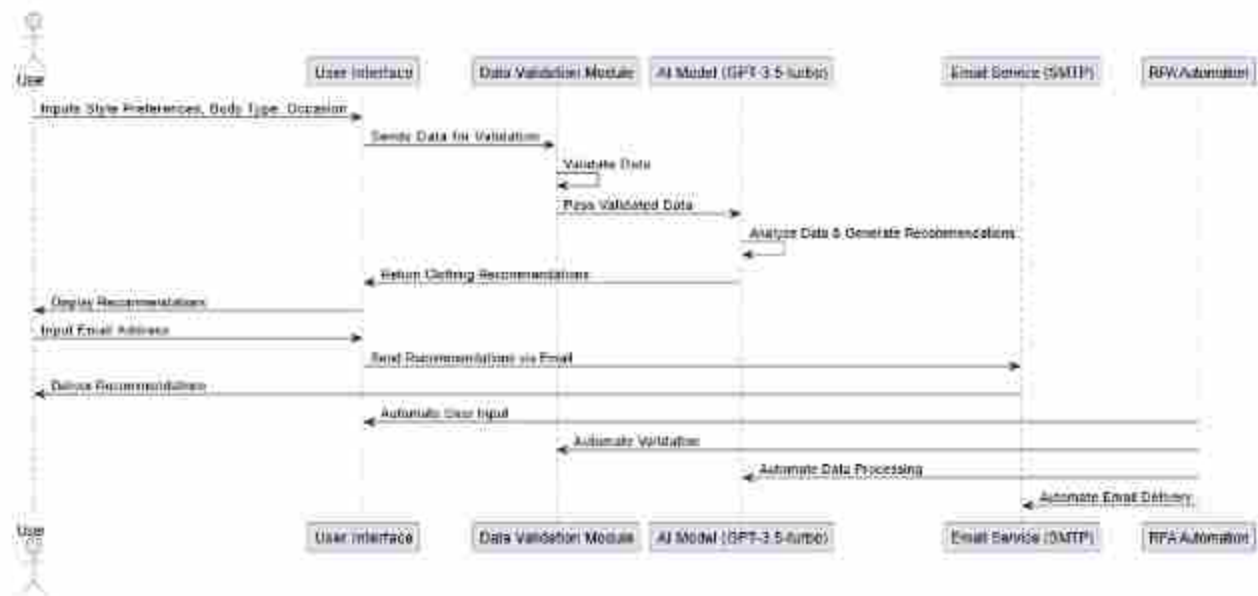 User
User Interface
Data Validation Module
AI Model (GPT-3.5-turbo)
Email Service (SMTP)
RPA Automation
Inputs Style Preferences, Body Type, Occasion
Sends Data for Validation
Validate Data
Pass Validated Data
Analyze Data & Generate Recommendations
Return Clothing Recommendations
Display Recommendations
Input Email Address
Send Recommendations via Email
Deliver Recommendations
Automate User Input
Automate Validation
Automate Data Processing
Automate Email Delivery
User
User Interface
Data Validation Module
AI Model (GPT-3.5-turbo)
Email Service (SMTP)
RPA Automation